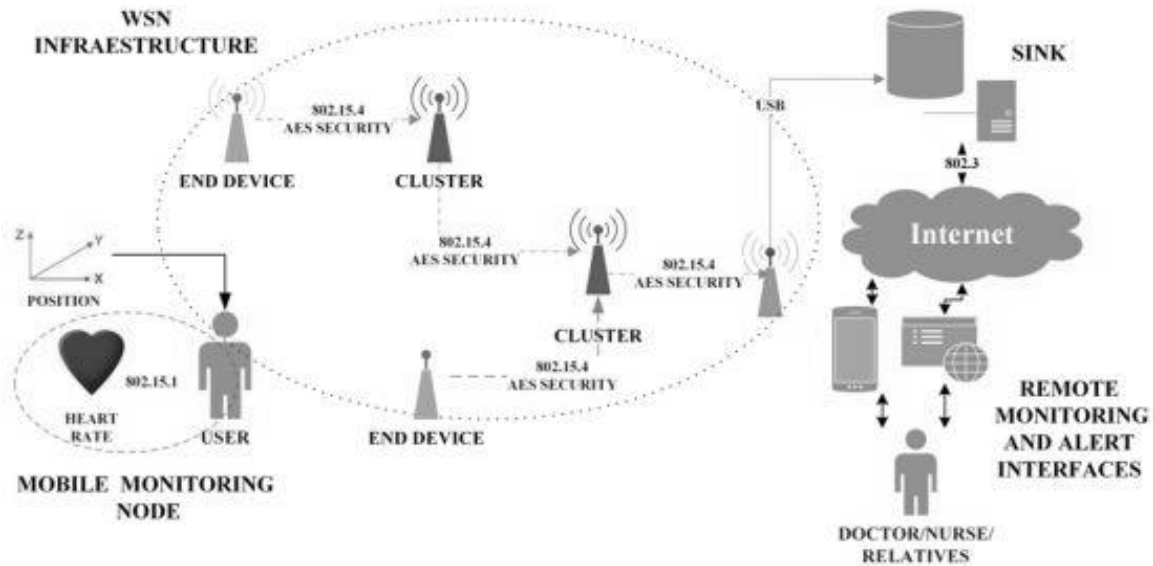 WSN
INFRAESTRUCTURE
SINK
USB
802.15.4
AES SECURITY
END DEVICE
CLUSTER
802.3
Internet
802.15.4
AES SECURITY
802.15.4
AES SECURITY
Z
Y
X
POSITION
CLUSTER
802.15.4
AES SECURITY
802.15.1
HEART
RATE
USER
END DEVICE
MOBILE MONITORING
NODE
REMOTE
MONITORING
AND ALERT
INTERFACES
DOCTOR/NURSE/
RELATIVES